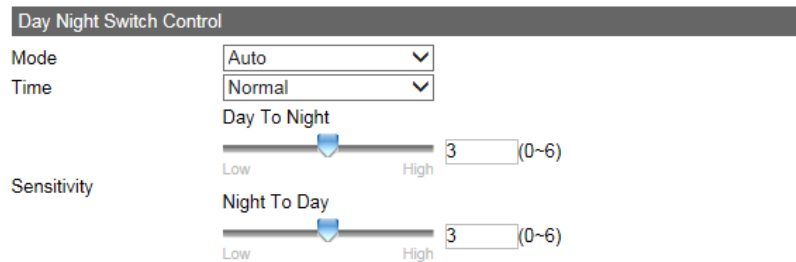 Day Night Switch Control
Mode Auto
Time Normal
Day To Night
3 (0~6)
Low High
Sensitivity
Night To Day
3 (0~6)
Low High